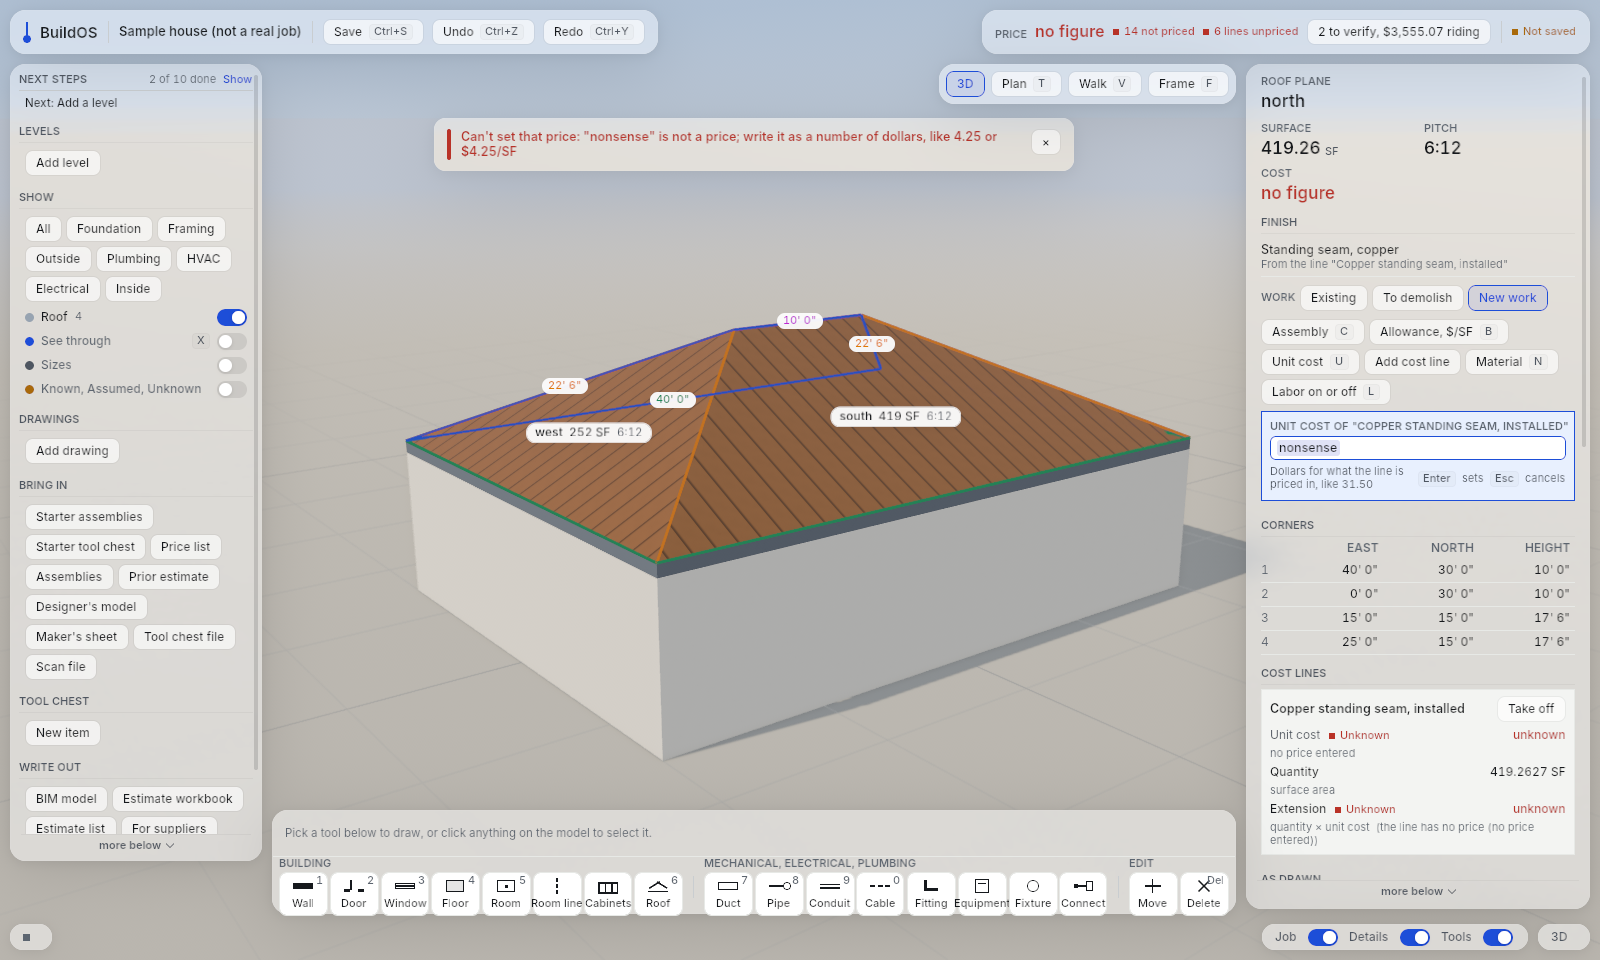 BuildOS
Sample house (not a real job)
Save Ctrl+S
Undo Ctrl+Z
Redo Ctrl+Y
PRICE no figure 14 not priced 6 lines unpriced 2 to verify, $3,555.07 riding Not saved
NEXT STEPS 2 of 10 done Show
Next: Add a level
LEVELS
Add level
SHOW
All Foundation Framing
Outside Plumbing HVAC
Electrical Inside
Roof 4
See through X
Sizes
Known, Assumed, Unknown
DRAWINGS
Add drawing
BRING IN
Starter assemblies
Starter tool chest Price list
Assemblies Prior estimate
Designer's model
Maker's sheet Tool chest file
Scan file
TOOL CHEST
New item
WRITE OUT
BIM model Estimate workbook
Estimate list For suppliers
more below
3D Plan T Walk V Frame F
Can't set that price: "nonsense" is not a price; write it as a number of dollars, like 4.25 or
$4.25/SF
×
10' 0"
22' 6"
22' 6"
40' 0"
south 419 SF 6:12
west 252 SF 6:12
Pick a tool below to draw, or click anything on the model to select it.
BUILDING
1 Wall
2 Door
3 Window
4 Floor
5 Room
Room line
Cabinets
6 Roof
MECHANICAL, ELECTRICAL, PLUMBING
7 Duct
8 Pipe
9 Conduit
0 Cable
Fitting
Equipment
Fixture
Connect
EDIT
Move
Del Delete
ROOF PLANE
north
SURFACE PITCH
419.26 SF 6:12
COST
no figure
FINISH
Standing seam, copper
From the line "Copper standing seam, installed"
WORK Existing To demolish New work
Assembly C Allowance, $/SF B
Unit cost U Add cost line Material N
Labor on or off L
UNIT COST OF "COPPER STANDING SEAM, INSTALLED"
nonsense
Dollars for what the line is
priced in, like 31.50
Enter sets Esc cancels
CORNERS
EAST NORTH HEIGHT
1 40' 0" 30' 0" 10' 0"
2 0' 0" 30' 0" 10' 0"
3 15' 0" 15' 0" 17' 6"
4 25' 0" 15' 0" 17' 6"
COST LINES
Copper standing seam, installed Take off
Unit cost Unknown unknown
no price entered
Quantity 419.2627 SF
surface area
Extension Unknown unknown
quantity × unit cost (the line has no price (no price
entered))
AS DRAWN
more below
Job Details Tools 3D